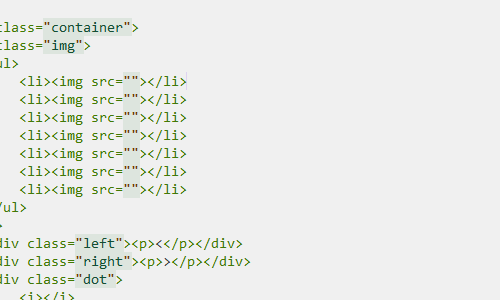 class="container">
class="img">
ul>
<li><img src=""></li>
<li><img src=""></li>
<li><img src=""></li>
<li><img src=""></li>
<li><img src=""></li>
<li><img src=""></li>
<li><img src=""></li>
/ul>
>
div class="left"><p><</p></div>
div class="right"><p>></p></div>
div class="dot">
<i></i>